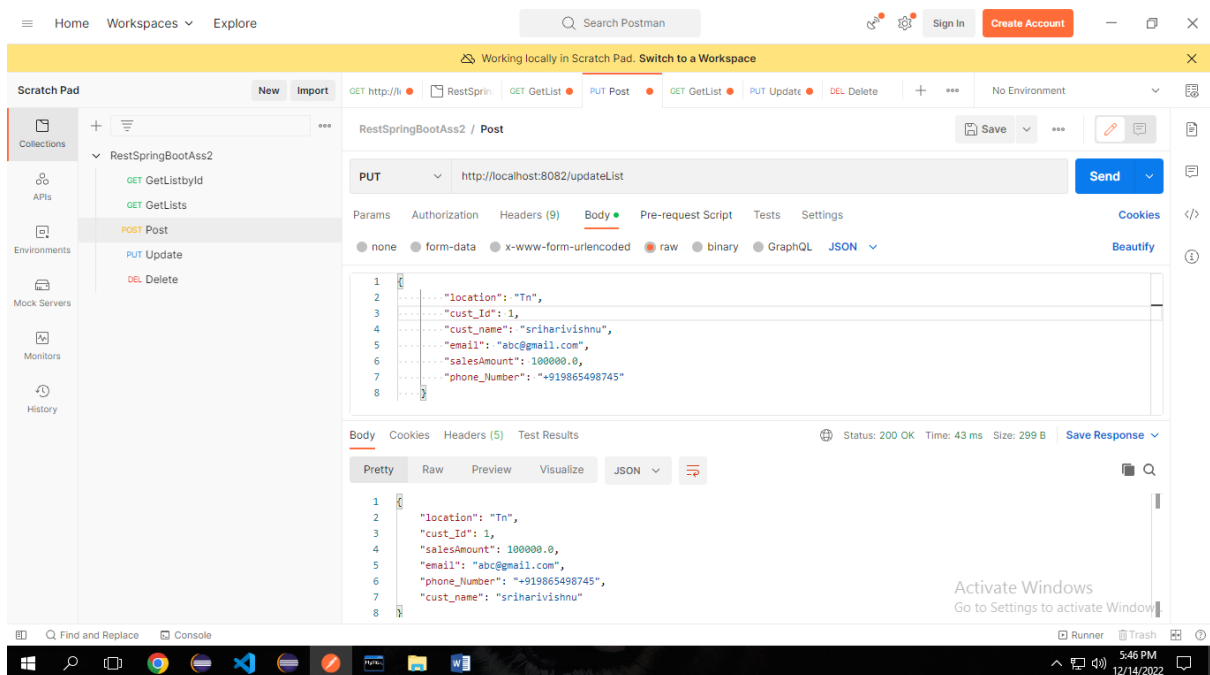 Home Workspaces Explore Search Postman Sign In Create Account
Working locally in Scratch Pad. Switch to a Workspace
Scratch Pad New Import GET http://l RestSprin GET GetList PUT Post GET GetList PUT Update DEL Delete No Environment
Collections
RestSpringBootAss2 / Post Save
RestSpringBootAss2
GET GetListbyId
GET GetLists
POST Post
PUT Update
DEL Delete
APIs
Environments
Mock Servers
Monitors
History
PUT http://localhost:8082/updateList Send
Params Authorization Headers (9) Body Pre-request Script Tests Settings Cookies
none form-data x-www-form-urlencoded raw binary GraphQL JSON Beautify
1 {
2 "location": "Tn",
3 "cust_Id": 1,
4 "cust_name": "sriharivishnu",
5 "email": "abc@gmail.com",
6 "salesAmount": 100000.0,
7 "phone_Number": "+919865498745"
8 }
Body Cookies Headers (5) Test Results Status: 200 OK Time: 43 ms Size: 299 B Save Response
Pretty Raw Preview Visualize JSON
1 {
2 "location": "Tn",
3 "cust_Id": 1,
4 "salesAmount": 100000.0,
5 "email": "abc@gmail.com",
6 "phone_Number": "+919865498745",
7 "cust_name": "sriharivishnu"
8 }
Activate Windows
Go to Settings to activate Windows.
Find and Replace Console Runner Trash
5:46 PM
12/14/2022